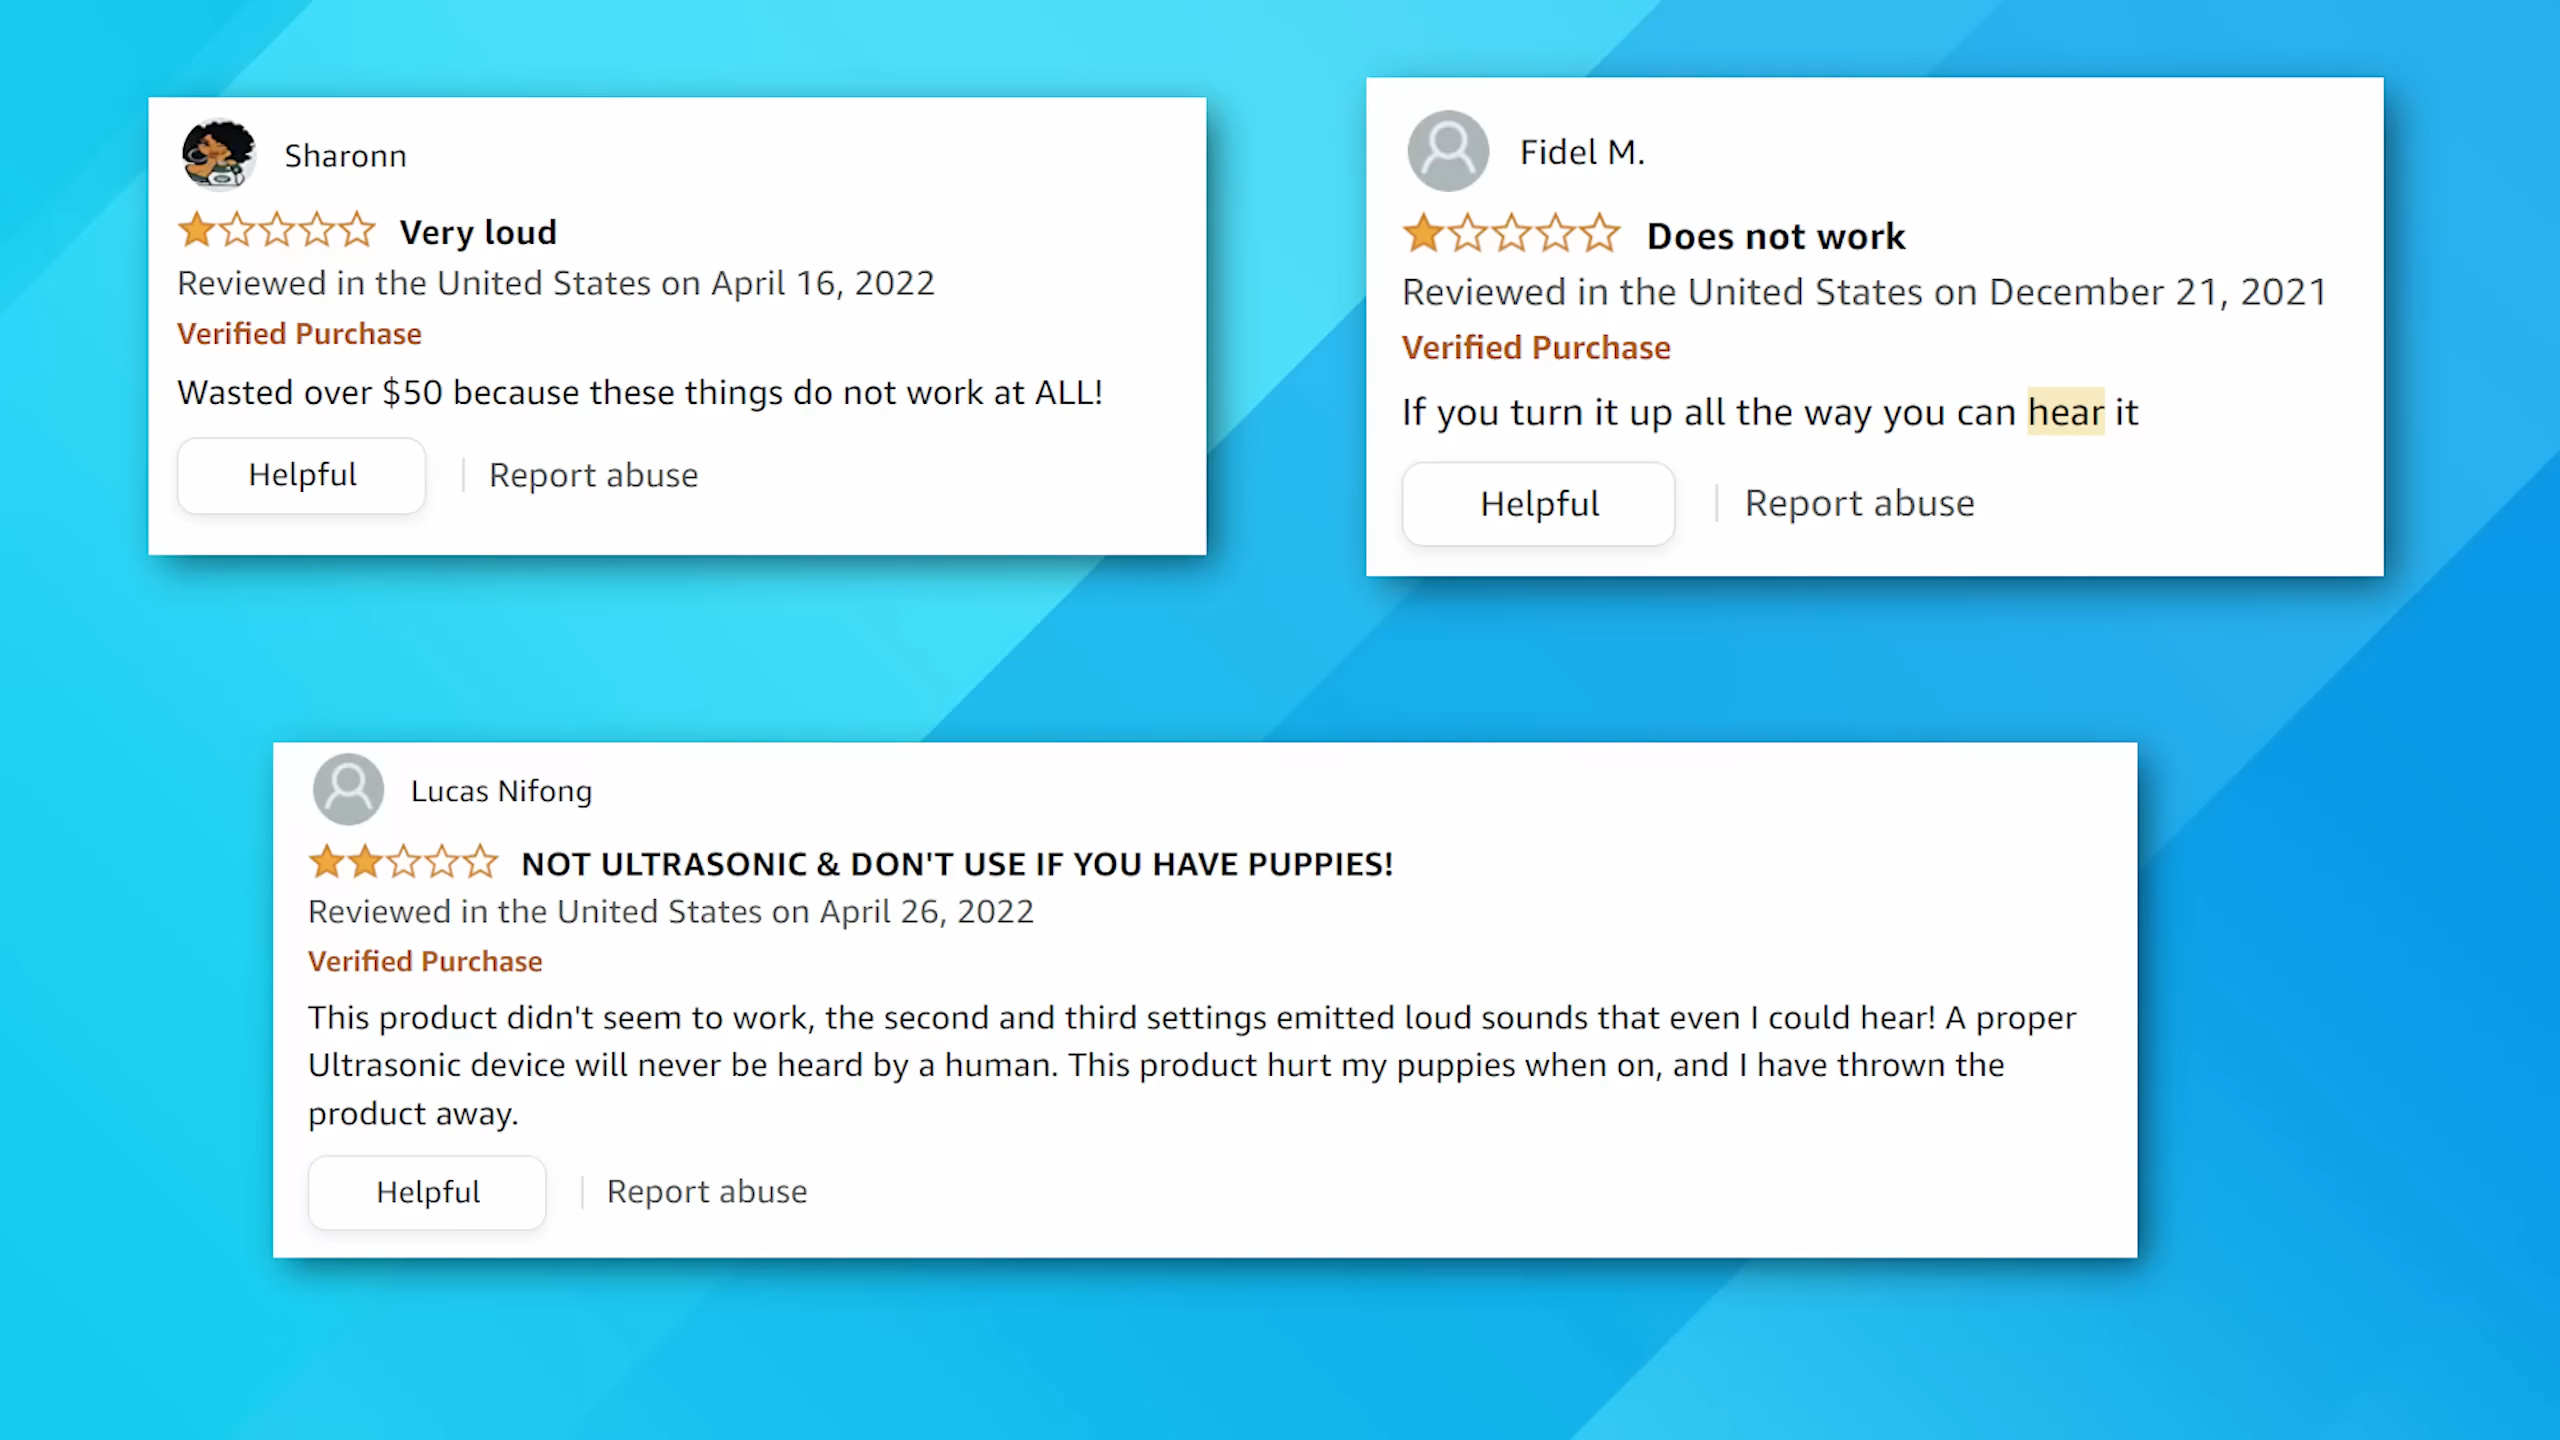 Sharonn
Very loud
Reviewed in the United States on April 16, 2022
Verified Purchase
Wasted over $50 because these things do not work at ALL!
Helpful
Report abuse
Fidel M.
Does not work
Reviewed in the United States on December 21, 2021
Verified Purchase
If you turn it up all the way you can hear it
Helpful
Report abuse
Lucas Nifong
NOT ULTRASONIC & DON'T USE IF YOU HAVE PUPPIES!
Reviewed in the United States on April 26, 2022
Verified Purchase
This product didn't seem to work, the second and third settings emitted loud sounds that even I could hear! A proper
Ultrasonic device will never be heard by a human. This product hurt my puppies when on, and I have thrown the
product away.
Helpful
Report abuse